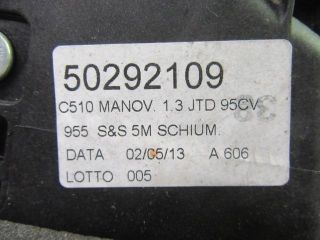 50292109
C510 MANOV. 1.3 JTD 95CV
955 S&S 5M SCHIUM.
DATA 02/05/13 A 606
LOTTO 005